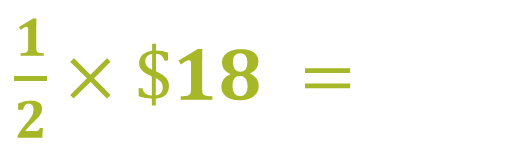 1/2 × $18 =